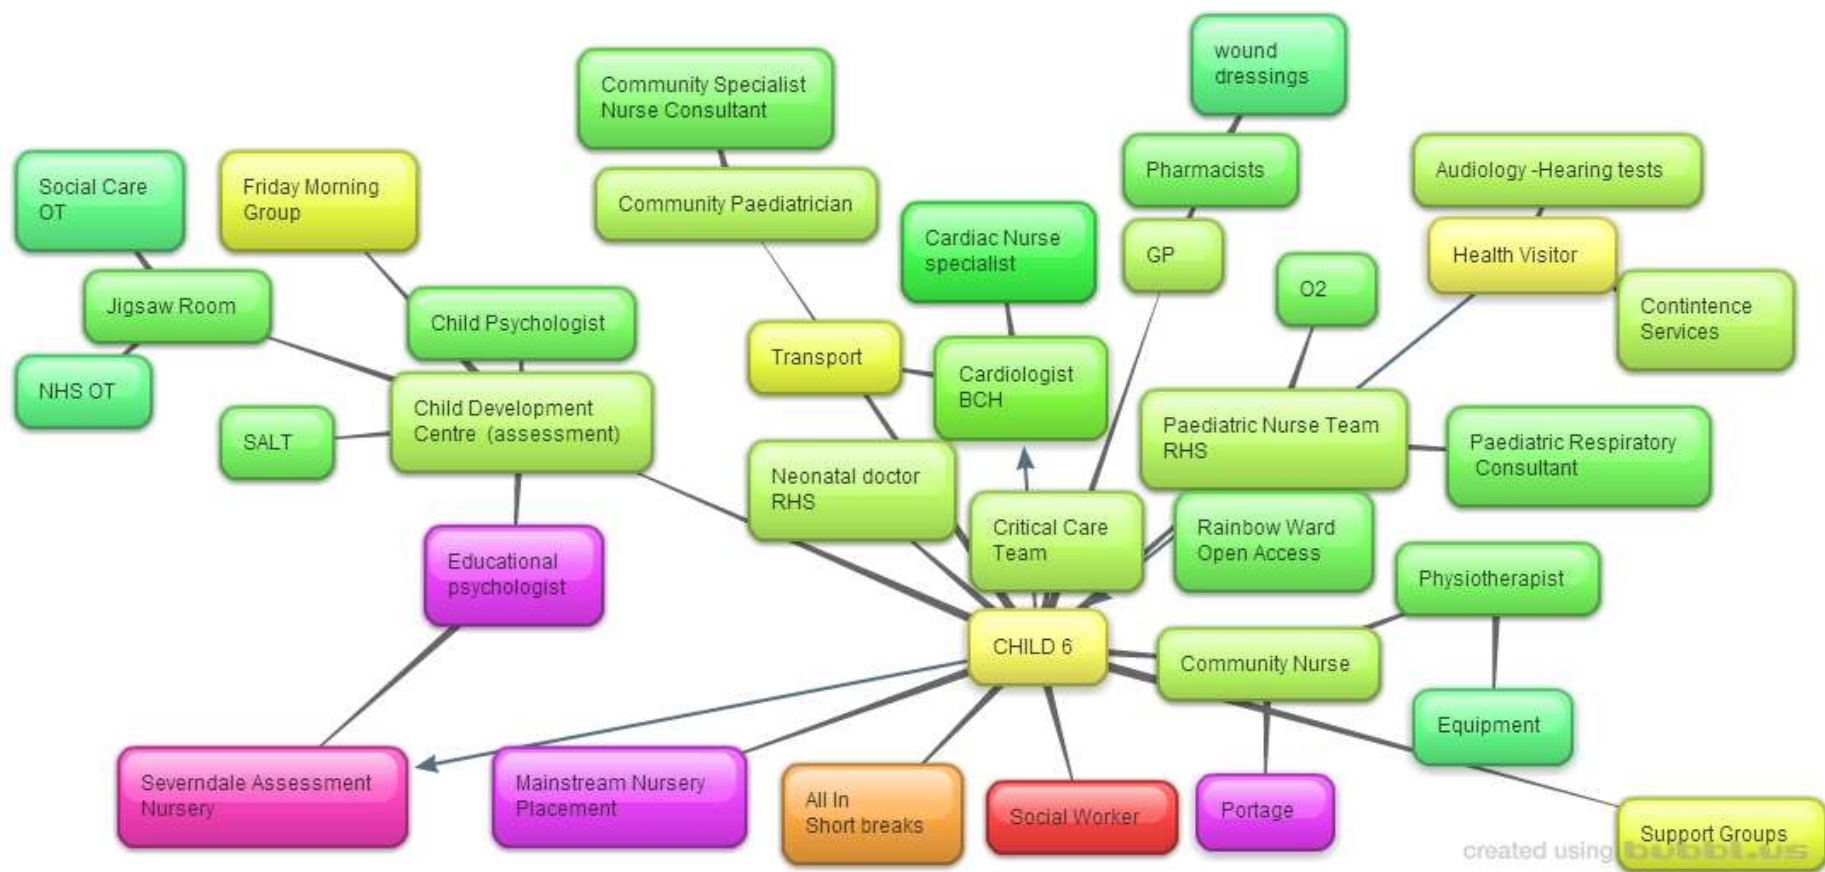 wound
dressings
Community Specialist
Nurse Consultant
Pharmacists
Audiology -Hearing tests
Social Care
OT
Friday Morning
Group
Community Paediatrician
Cardiac Nurse
specialist
GP
Health Visitor
O2
Contintence
Services
Jigsaw Room
Child Psychologist
Transport
Cardiologist
BCH
NHS OT
Child Development
Centre (assessment)
SALT
Paediatric Nurse Team
RHS
Paediatric Respiratory
Consultant
Neonatal doctor
RHS
Critical Care
Team
Rainbow Ward
Open Access
Educational
psychologist
Physiotherapist
CHILD 6
Community Nurse
Equipment
Severndale Assessment
Nursery
Mainstream Nursery
Placement
All In
Short breaks
Social Worker
Portage
Support Groups
created using bubbl.us